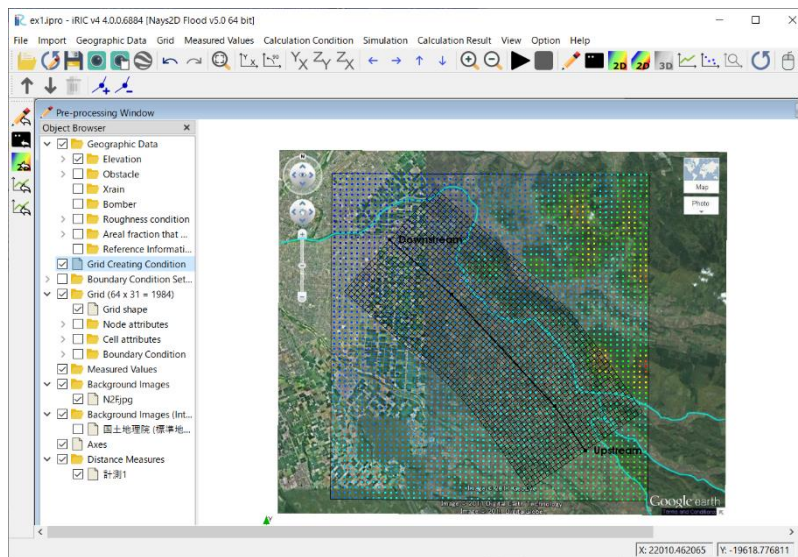 ex1.ipro - iRIC v4 4.0.0.6884 [Nays2D Flood v5.0 64 bit]
File Import Geographic Data Grid Measured Values Calculation Condition Simulation Calculation Result View Option Help
Pre-processing Window
Object Browser
Geographic Data
Elevation
Obstacle
Xrain
Bomber
Roughness condition
Areal fraction that ...
Reference Informati...
Grid Creating Condition
Boundary Condition Set...
Grid (64 x 31 = 1984)
Grid shape
Node attributes
Cell attributes
Boundary Condition
Measured Values
Background Images
N2F.jpg
Background Images (Int...
国土地理院 (標準地...
Axes
Distance Measures
計測1
Map
Photo
Downstream
Upstream
Google earth
X: 22010.462065 Y: -19618.776811